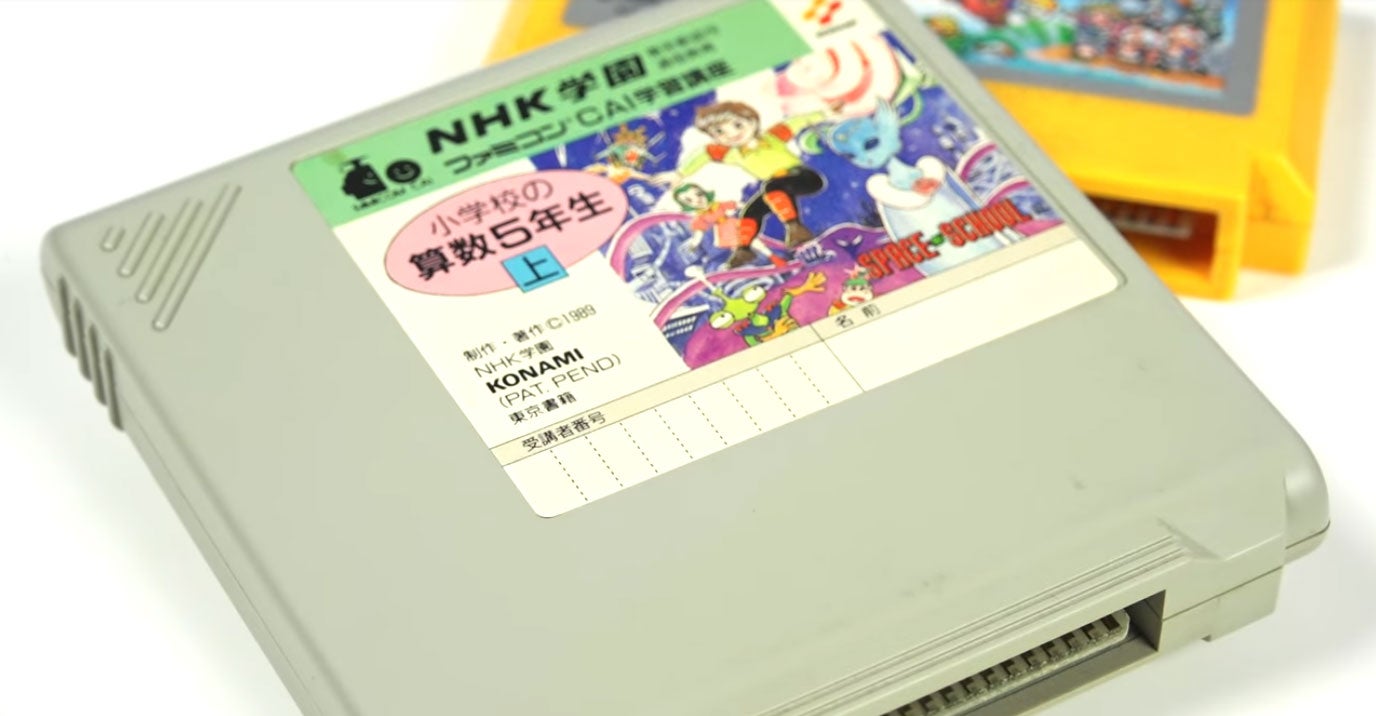 NHK学園
ファミコンCAI学習講座
小学校の
算数5年生
上
SPACE SCHOOL
制作・著作©1989
NHK学園
KONAMI
(PAT. PEND)
東京書籍
受講者番号
名前